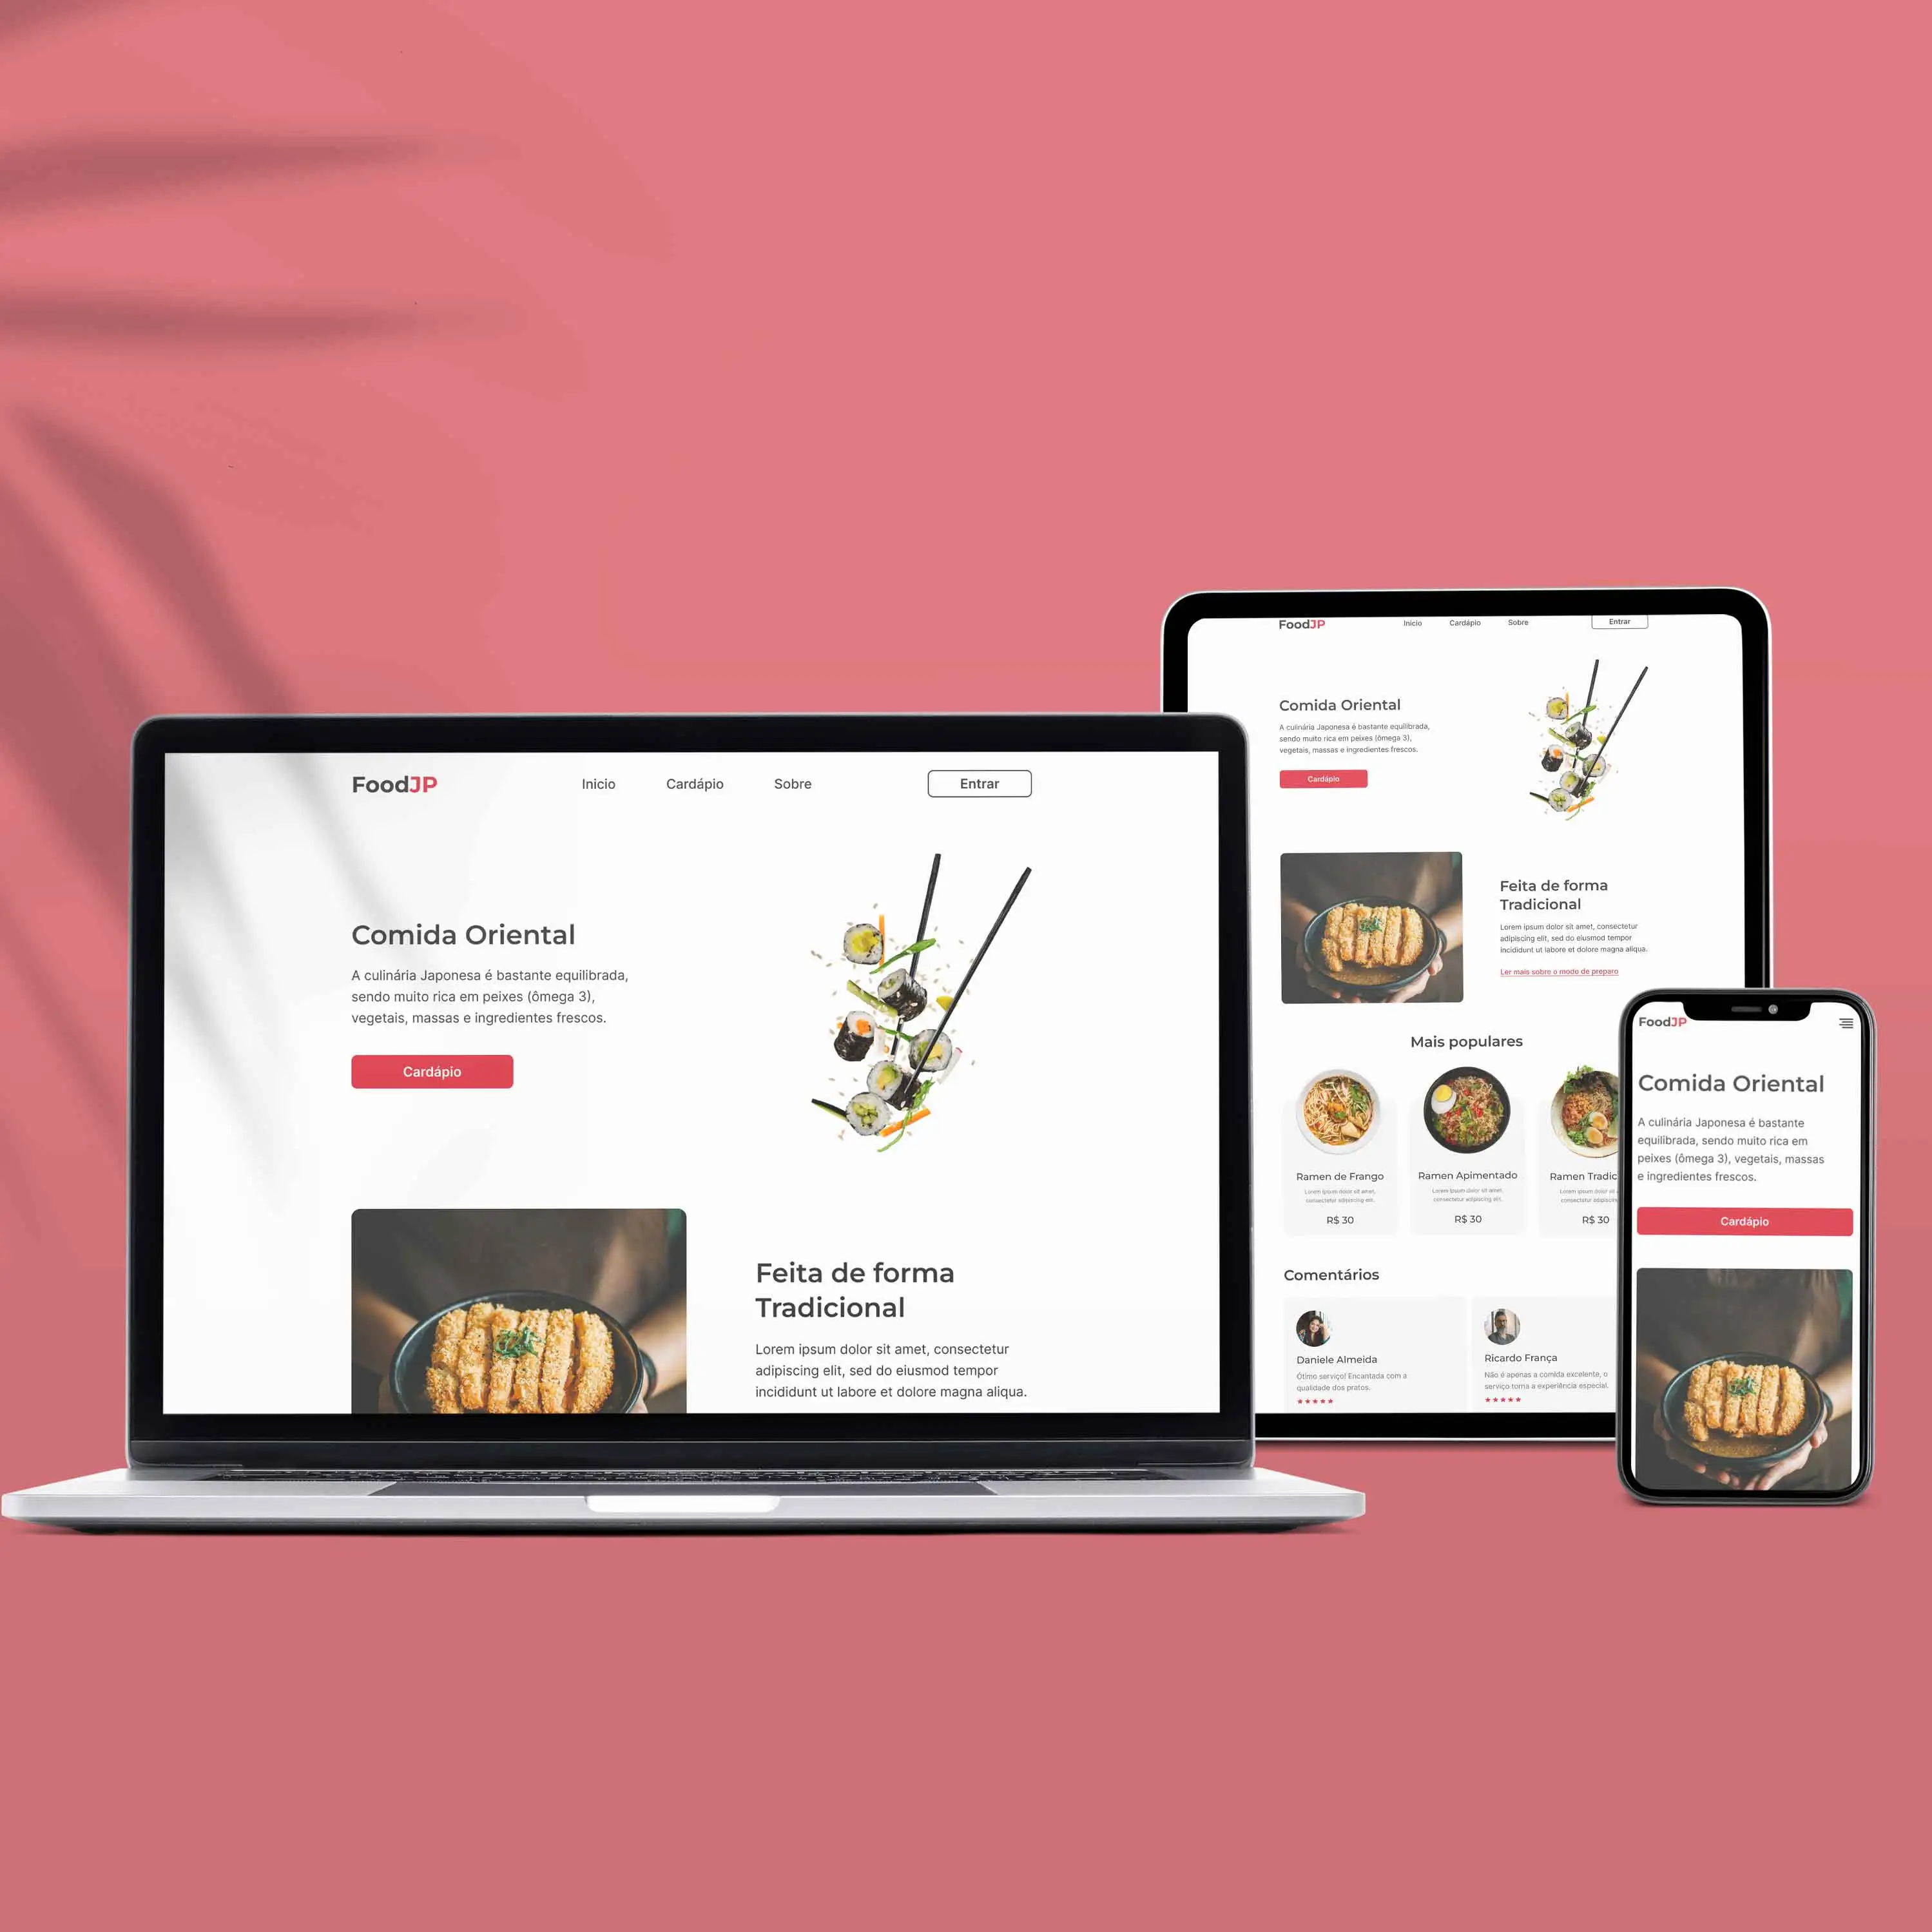 FoodJP
Inicio
Cardápio
Sobre
Entrar
Comida Oriental
A culinária Japonesa é bastante equilibrada,
sendo muito rica em peixes (ômega 3),
vegetais, massas e ingredientes frescos.
Cardápio
Feita de forma
Tradicional
Lorem ipsum dolor sit amet, consectetur
adipiscing elit, sed do eiusmod tempor
incididunt ut labore et dolore magna aliqua.
FoodJP
Inicio
Cardápio
Sobre
Entrar
Comida Oriental
A culinária Japonesa é bastante equilibrada,
sendo muito rica em peixes (ômega 3),
vegetais, massas e ingredientes frescos.
Cardápio
Feita de forma
Tradicional
Lorem ipsum dolor sit amet, consectetur
adipiscing elit, sed do eiusmod tempor
incididunt ut labore et dolore magna aliqua.
Ler mais sobre o modo de preparo
Mais populares
Ramen de Frango
Lorem ipsum dolor sit amet,
consectetur adipiscing elit.
R$ 30
Ramen Apimentado
Lorem ipsum dolor sit amet,
consectetur adipiscing elit.
R$ 30
Ramen Tradic
Lorem ipsum dolor sit
consectetur adipiscin
R$ 30
Comentários
Daniele Almeida
Ótimo serviço! Encantada com a
qualidade dos pratos.
Ricardo França
Não é apenas a comida excelente, o
serviço torna a experiência especial.
FoodJP
Comida Oriental
A culinária Japonesa é bastante
equilibrada, sendo muito rica em
peixes (ômega 3), vegetais, massas
e ingredientes frescos.
Cardápio